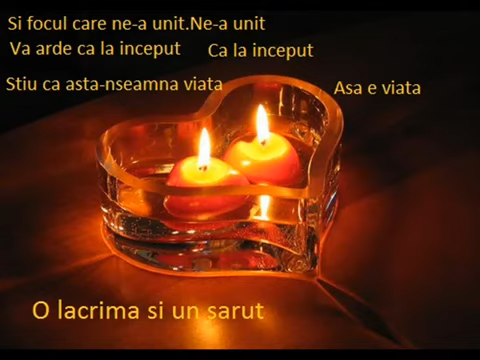 Si focul care ne-a unit.Ne-a unit
Va arde ca la inceput
Ca la inceput
Stiu ca asta-nseamna viata
Asa e viata
O lacrima si un sarut